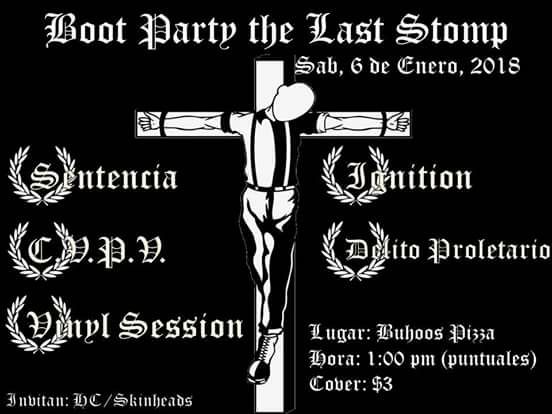 Boot Party the Last Stomp
Sab, 6 de Enero, 2018
Sentencia
Ignition
C.V.P.V.
Delito Proletario
Vinyl Session
Lugar: Buhoos Pizza
Hora: 1:00 pm (puntuales)
Cover: $3
Invitan: HC/Skinheads